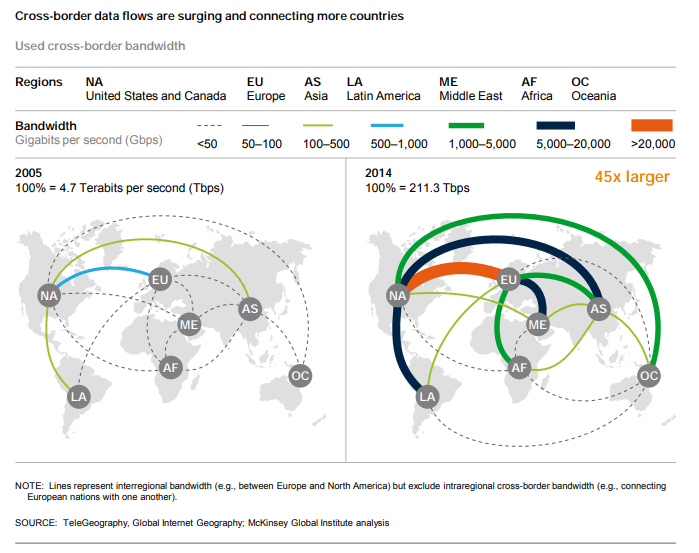 Cross-border data flows are surging and connecting more countries
Used cross-border bandwidth
Regions NA EU AS LA ME AF OC
United States and Canada Europe Asia Latin America Middle East Africa Oceania
Bandwidth
Gigabits per second (Gbps) <50 50–100 100–500 500–1,000 1,000–5,000 5,000–20,000 >20,000
2005
100% = 4.7 Terabits per second (Tbps)
NA
EU
AS
ME
AF
OC
LA
2014
100% = 211.3 Tbps
45x larger
NA
EU
AS
ME
AF
OC
LA
NOTE: Lines represent interregional bandwidth (e.g., between Europe and North America) but exclude intraregional cross-border bandwidth (e.g., connecting
European nations with one another).
SOURCE: TeleGeography, Global Internet Geography; McKinsey Global Institute analysis